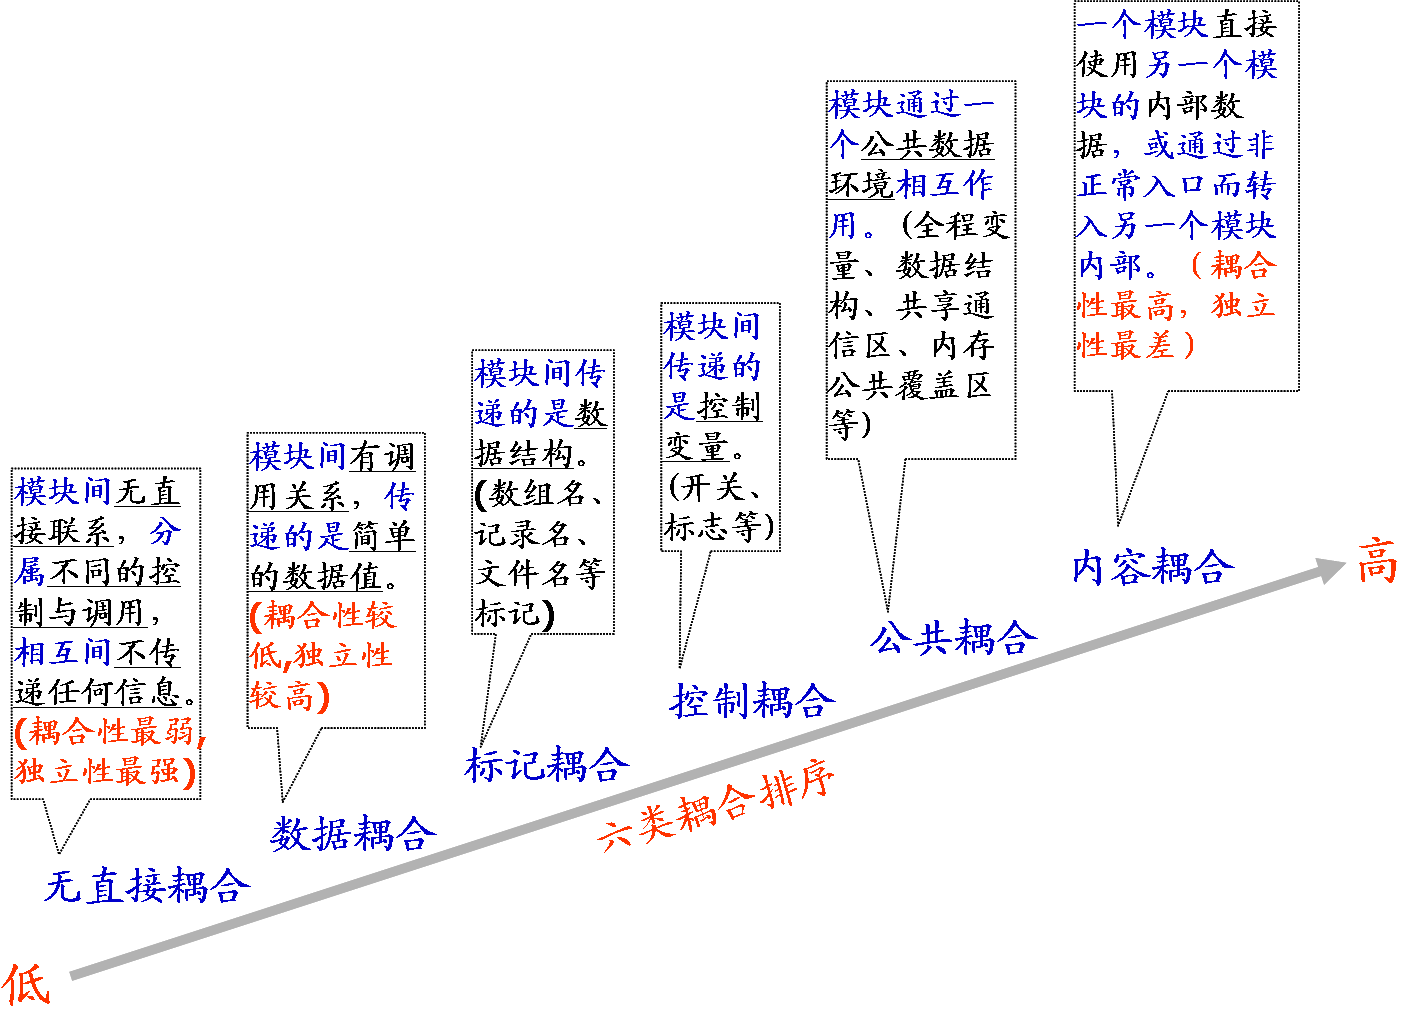 模块间无直
接联系，分
属不同的控
制与调用，
相互间不传
递任何信息。
(耦合性最弱,
独立性最强)
无直接耦合
模块间有调
用关系，传
递的是简单
的数据值。
(耦合性较
低,独立性
较高)
数据耦合
模块间传
递的是数
据结构。
(数组名、
记录名、
文件名等
标记)
标记耦合
模块间
传递的
是控制
变量。
(开关、
标志等)
控制耦合
模块通过一
个公共数据
环境相互作
用。(全程变
量、数据结
构、共享通
信区、内存
公共覆盖区
等)
公共耦合
一个模块直接
使用另一个模
块的内部数
据，或通过非
正常入口而转
入另一个模块
内部。（耦合
性最高，独立
性最差）
内容耦合
高
六类耦合排序
低